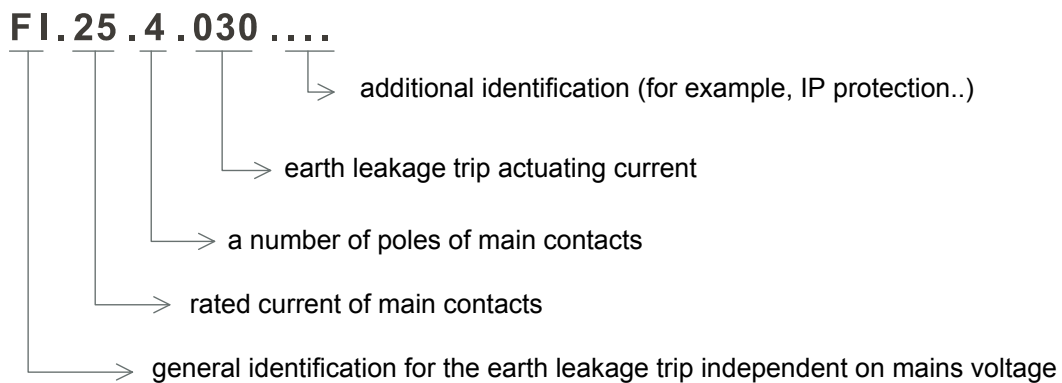 FI.25.4.030....
additional identification (for example, IP protection..)
earth leakage trip actuating current
a number of poles of main contacts
rated current of main contacts
general identification for the earth leakage trip independent on mains voltage